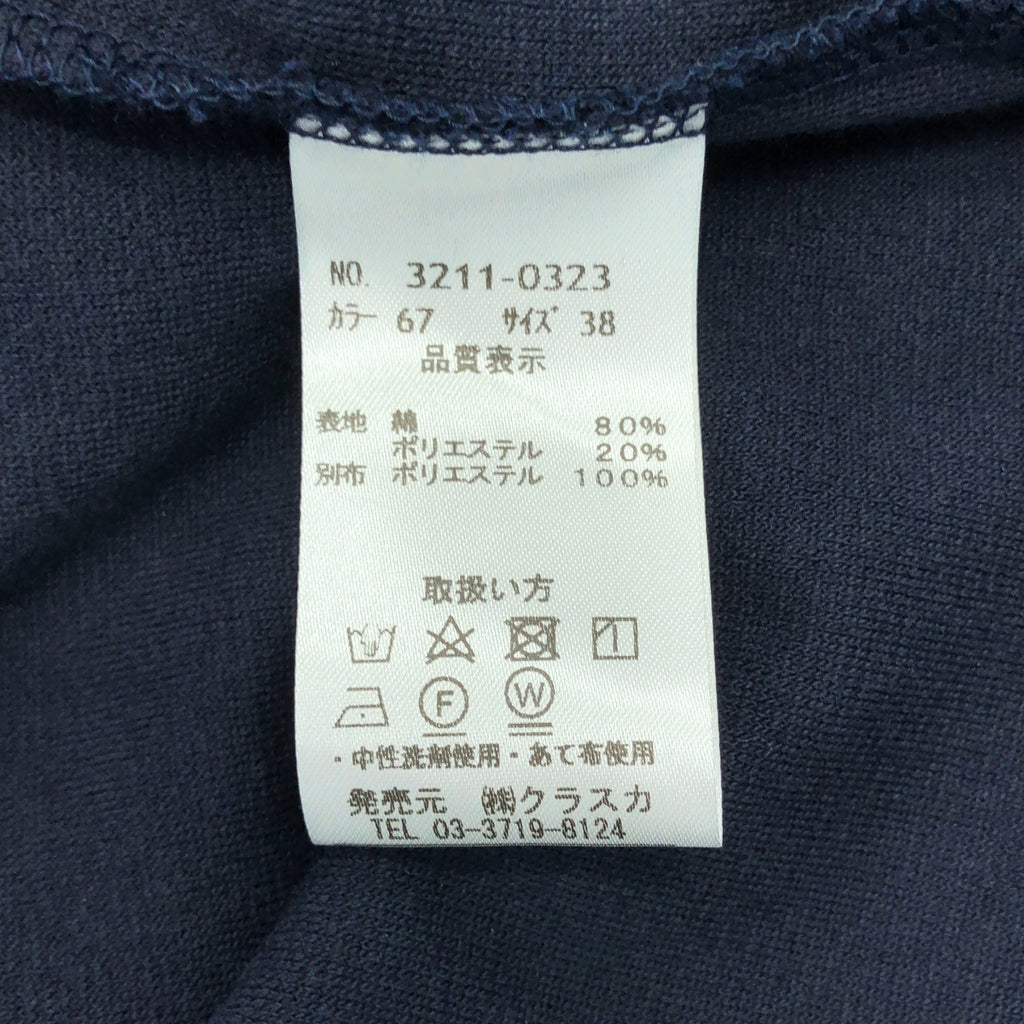 NO. 3211-0323
カラー 67 サイズ 38
品質表示
表地 綿 80%
ポリエステル 20%
別布 ポリエステル 100%
取扱い方
1
F W
・中性洗剤使用・あて布使用
発売元 ㈱クラスカ
TEL 03-3719-8124